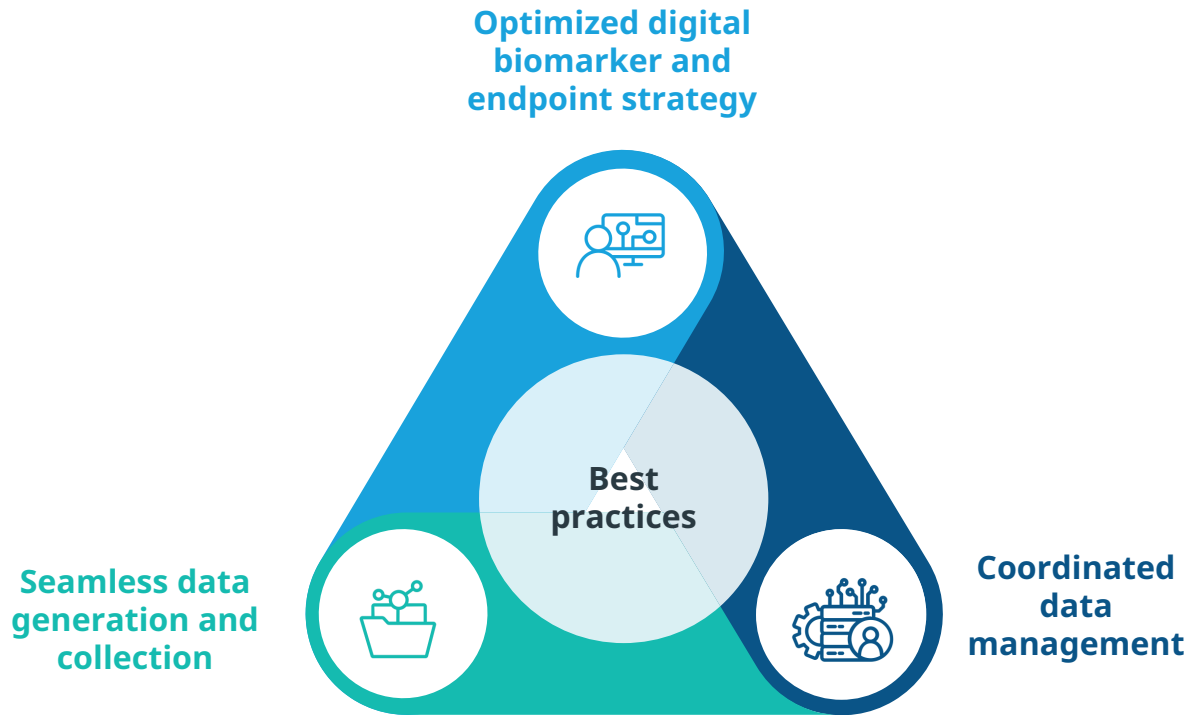 Optimized digital
biomarker and
endpoint strategy
Best
practices
Seamless data
generation and
collection
Coordinated
data
management